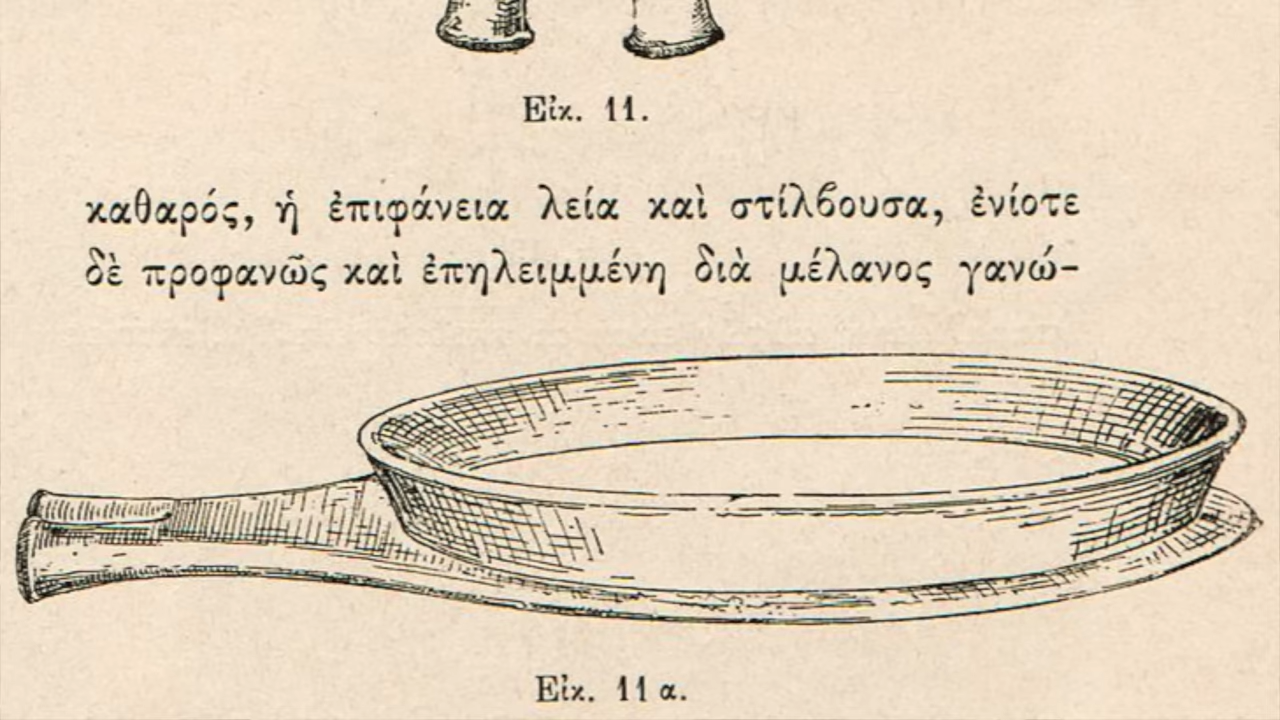 Εἰκ. 11.
καθαρός, ἡ ἐπιφάνεια λεία καὶ στίλβουσα, ἐνίοτε
δὲ προφανῶς καὶ ἐπηλειμμένη διὰ μέλανος γανώ-
Εἰκ. 11 α.